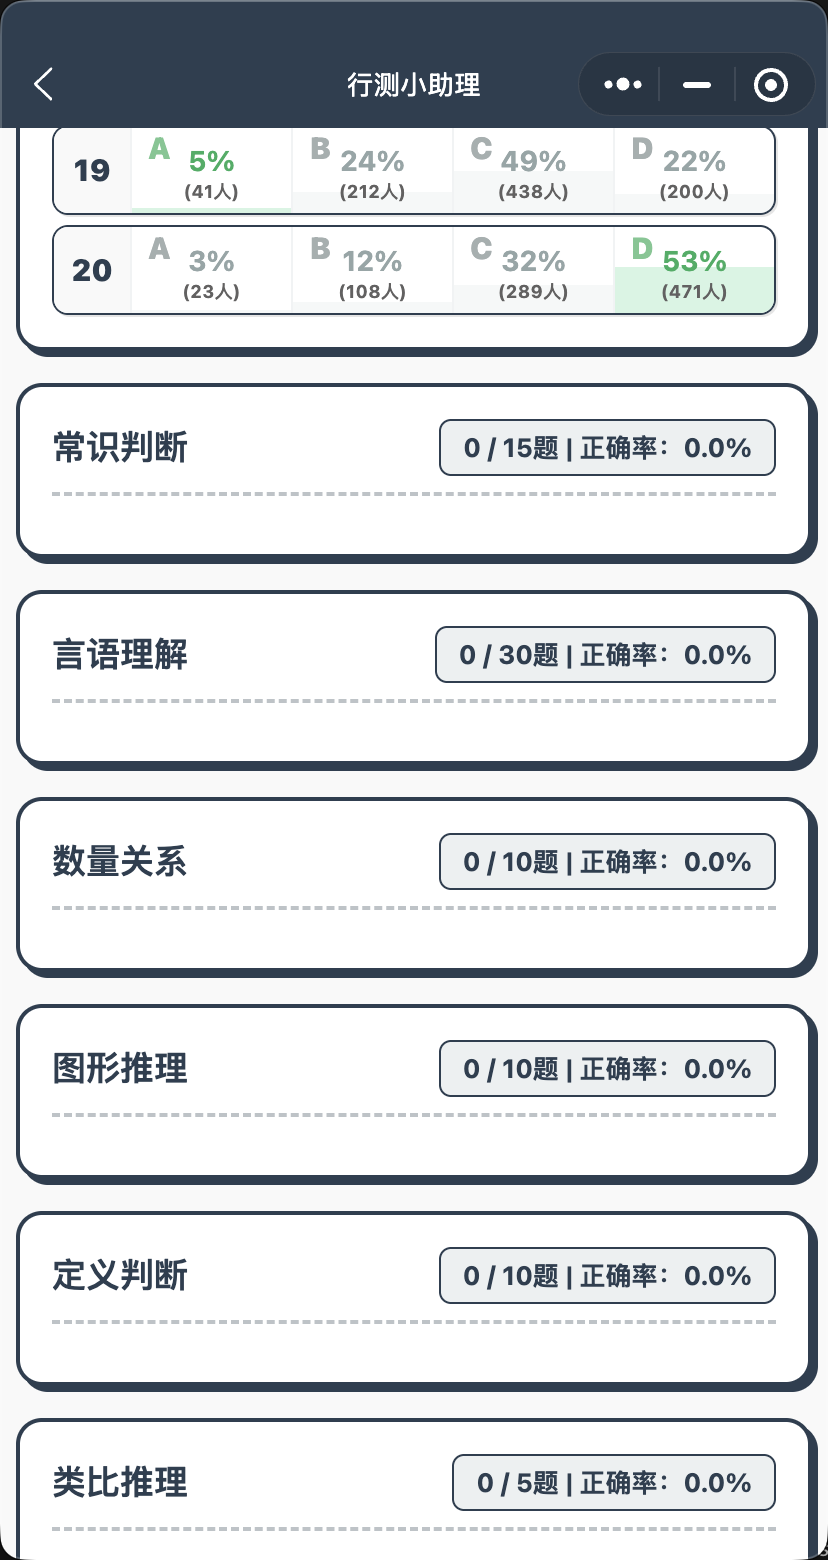 行测小助理
19 A 5% (41人) B 24% (212人) C 49% (438人) D 22% (200人)
20 A 3% (23人) B 12% (108人) C 32% (289人) D 53% (471人)
常识判断 0 / 15题 | 正确率：0.0%
言语理解 0 / 30题 | 正确率：0.0%
数量关系 0 / 10题 | 正确率：0.0%
图形推理 0 / 10题 | 正确率：0.0%
定义判断 0 / 10题 | 正确率：0.0%
类比推理 0 / 5题 | 正确率：0.0%